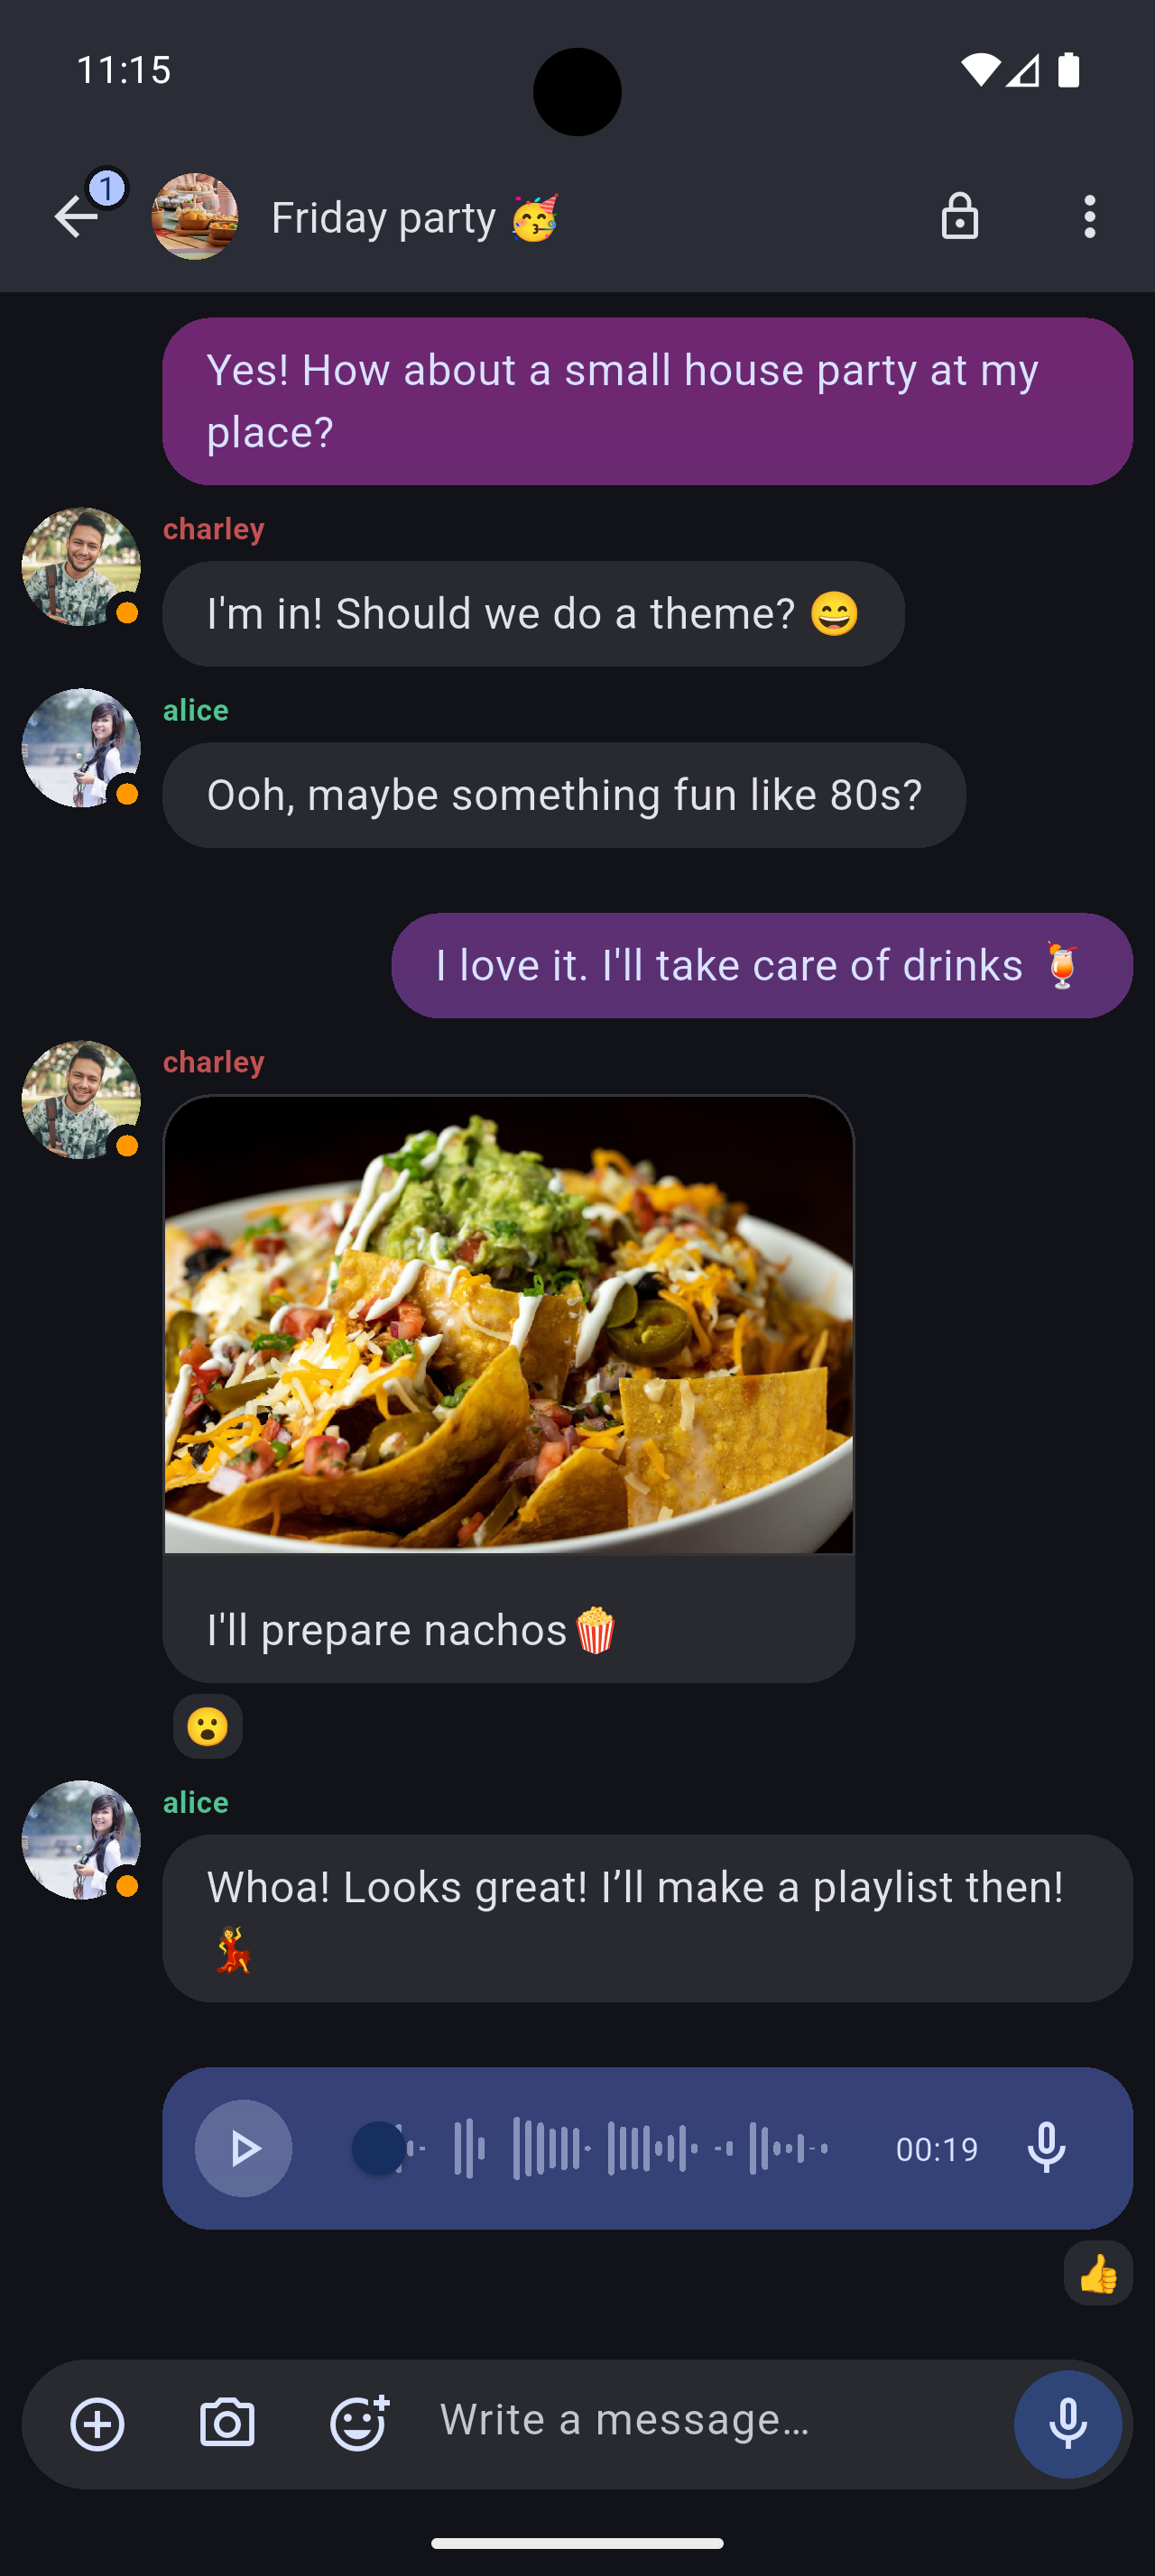 11:15
1
Friday party 🥳
Yes! How about a small house party at my
place?
charley
I'm in! Should we do a theme? 😄
alice
Ooh, maybe something fun like 80s?
I love it. I'll take care of drinks 🍹
charley
I'll prepare nachos🍿
😮
alice
Whoa! Looks great! I’ll make a playlist then!
💃
00:19
👍
Write a message…